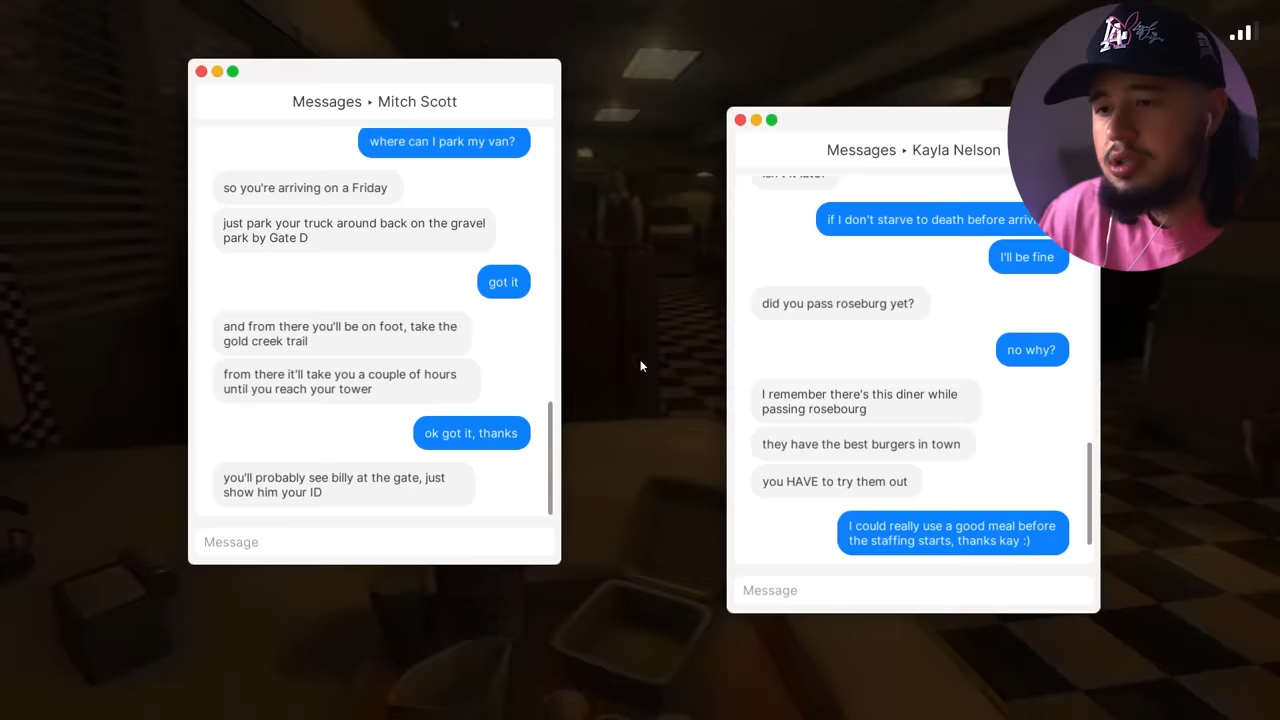 Messages ▸ Mitch Scott
where can I park my van?
so you're arriving on a Friday
just park your truck around back on the gravel
park by Gate D
got it
and from there you'll be on foot, take the
gold creek trail
from there it'll take you a couple of hours
until you reach your tower
ok got it, thanks
you'll probably see billy at the gate, just
show him your ID
Message
Messages ▸ Kayla Nelson
if I don't starve to death before
I'll be fine
did you pass roseburg yet?
no why?
I remember there's this diner while
passing rosebourg
they have the best burgers in town
you HAVE to try them out
I could really use a good meal before
the staffing starts, thanks kay :)
Message